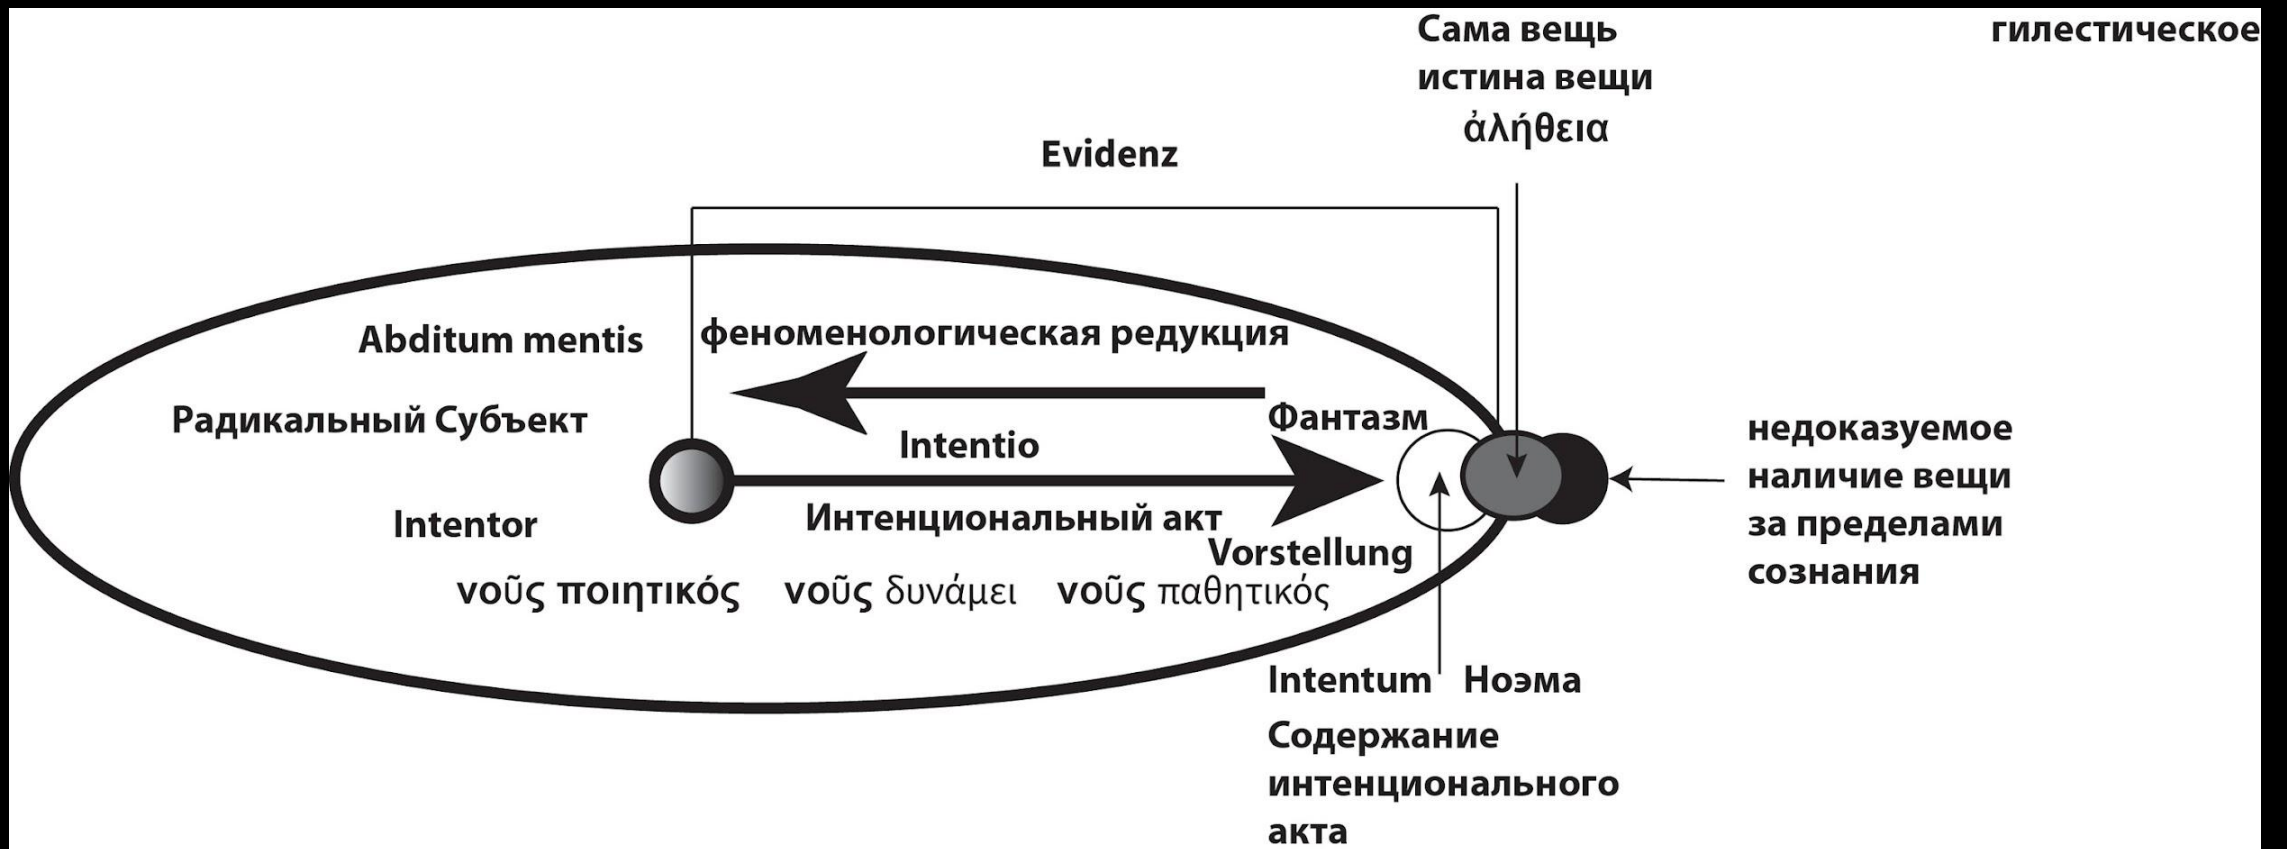 Сама вещь
истина вещи
ἀλήθεια
гилестическое
Evidenz
Abditum mentis
феноменологическая редукция
Радикальный Субъект
Фантазм
Intentio
Intentor
Интенциональный акт
Vorstellung
νοῦς ποιητικός νοῦς δυνάμει νοῦς παθητικός
недоказуемое
наличие вещи
за пределами
сознания
Intentum Ноэма
Содержание
интенционального
акта